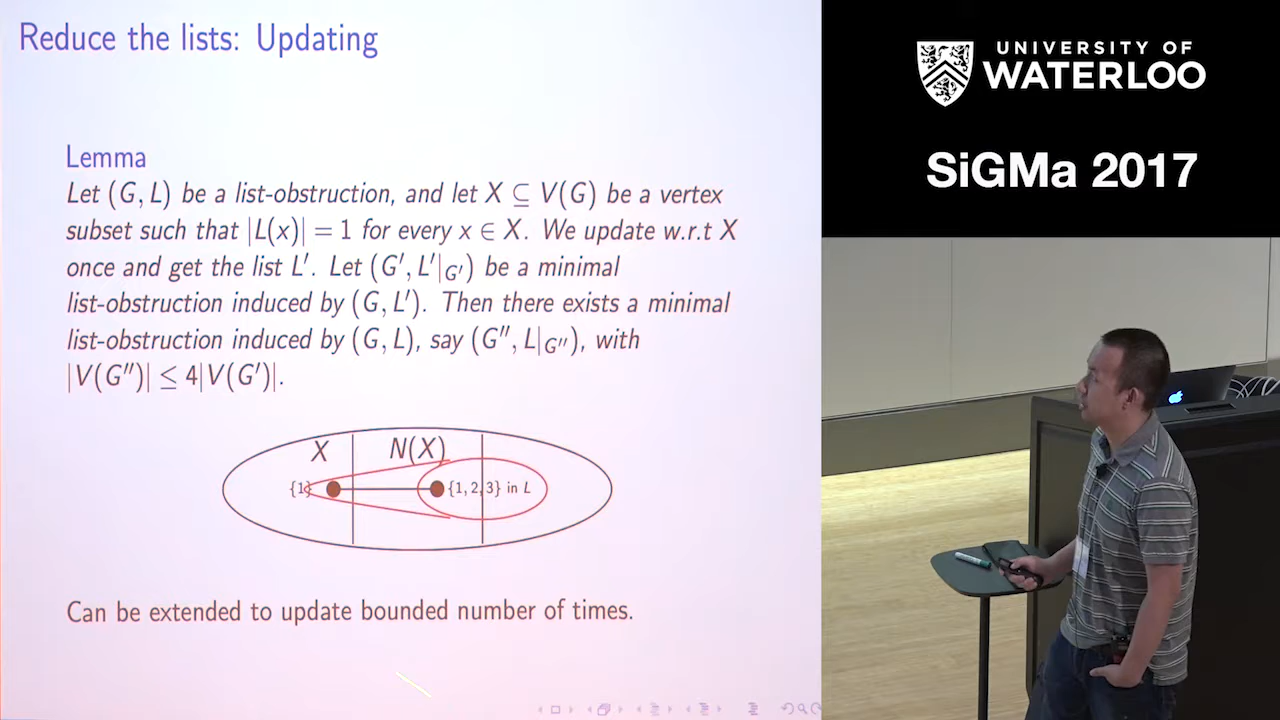 Reduce the lists: Updating
Lemma
Let (G, L) be a list-obstruction, and let X ⊆ V(G) be a vertex
subset such that |L(x)| = 1 for every x ∈ X. We update w.r.t X
once and get the list L′. Let (G′, L′|G′) be a minimal
list-obstruction induced by (G, L′). Then there exists a minimal
list-obstruction induced by (G, L), say (G″, L|G″), with
|V(G″)| ≤ 4|V(G′)|.
X
N(X)
{1}
{1, 2, 3} in L
Can be extended to update bounded number of times.
UNIVERSITY OF
WATERLOO
SiGMa 2017